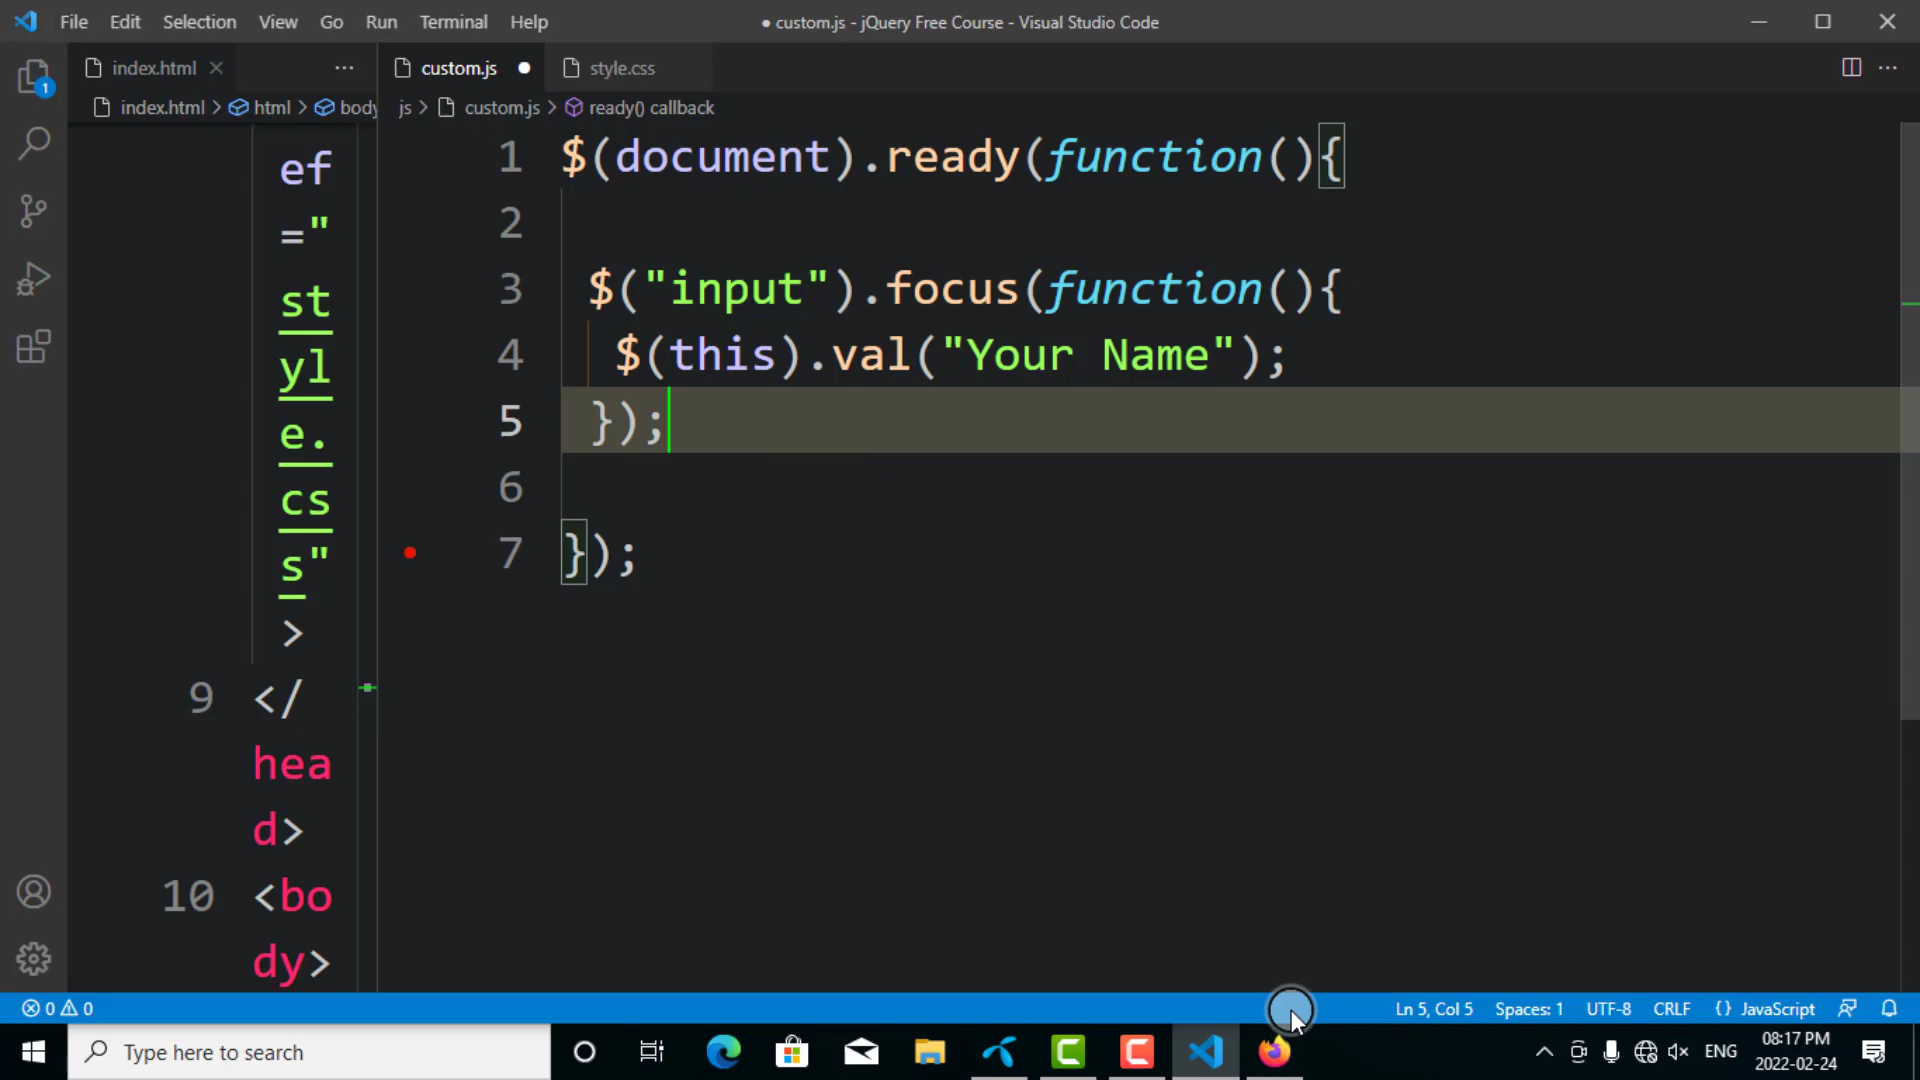 File Edit Selection View Go Run Terminal Help ● custom.js - jQuery Free Course - Visual Studio Code
index.html × ··· custom.js ● style.css ···
index.html > html > body js > custom.js > ready() callback
1
ef
="
st
yl
e.
cs
s"
>
9 </
hea
d>
10 <bo
dy>
1 $(document).ready(function(){
2
3 $("input").focus(function(){
4 $(this).val("Your Name");
5 });
6
7 });
0 0 Ln 5, Col 5 Spaces: 1 UTF-8 CRLF {} JavaScript
Type here to search ENG 08:17 PM
2022-02-24